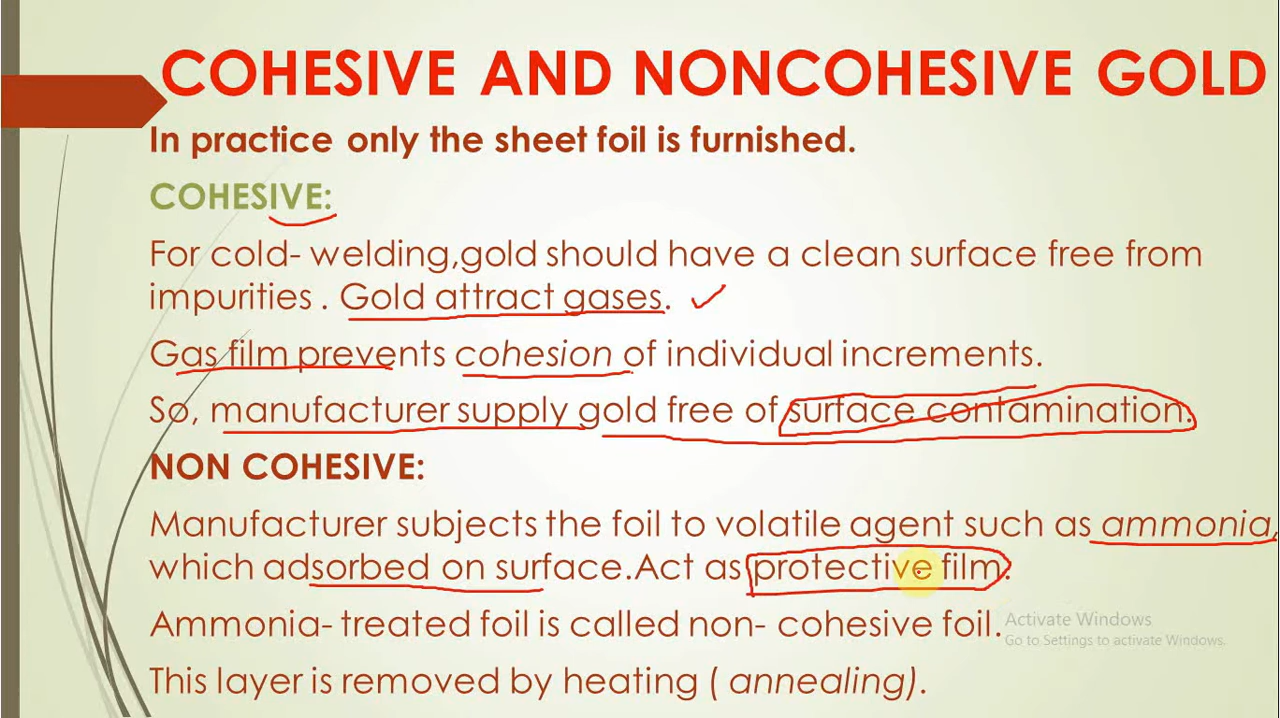 COHESIVE AND NONCOHESIVE GOLD
In practice only the sheet foil is furnished.
COHESIVE:
For cold- welding,gold should have a clean surface free from
impurities . Gold attract gases.
Gas film prevents cohesion of individual increments.
So, manufacturer supply gold free of surface contamination.
NON COHESIVE:
Manufacturer subjects the foil to volatile agent such as ammonia,
which adsorbed on surface.Act as protective film.
Ammonia- treated foil is called non- cohesive foil.
Activate Windows
Go to Settings to activate Windows.
This layer is removed by heating ( annealing).